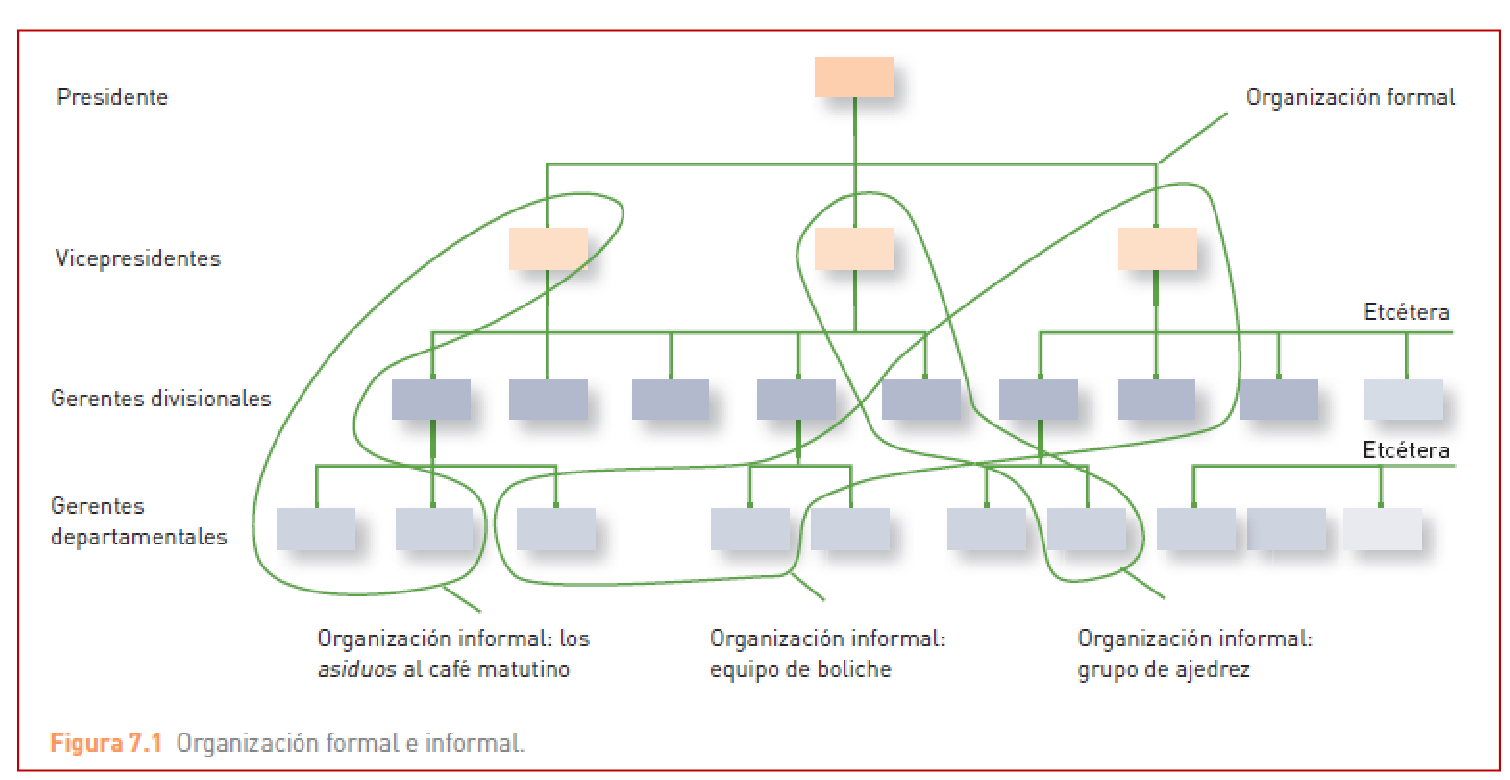 Presidente
Organización formal
Vicepresidentes
Etcétera
Gerentes divisionales
Etcétera
Gerentes
departamentales
Organización informal: los
asiduos al café matutino
Organización informal:
equipo de boliche
Organización informal:
grupo de ajedrez
Figura 7.1 Organización formal e informal.